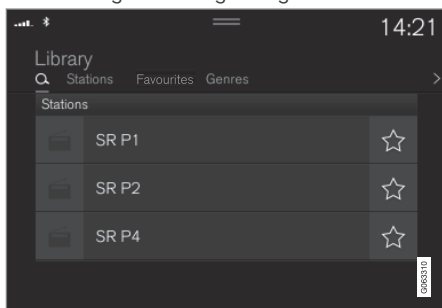 14:21
Library
Stations Favourites Genres
Stations
SR P1
SR P2
SR P4
G063310